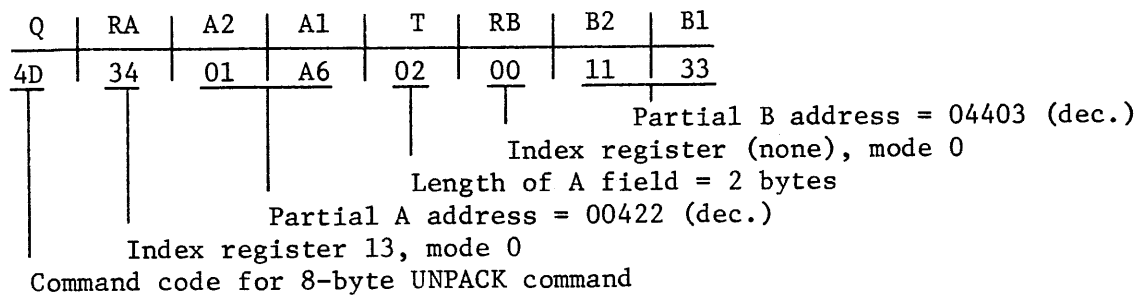 Q RA A2 A1 T RB B2 B1
4D 34 01 A6 02 00 11 33
Partial B address = 04403 (dec.)
Index register (none), mode 0
Length of A field = 2 bytes
Partial A address = 00422 (dec.)
Index register 13, mode 0
Command code for 8-byte UNPACK command